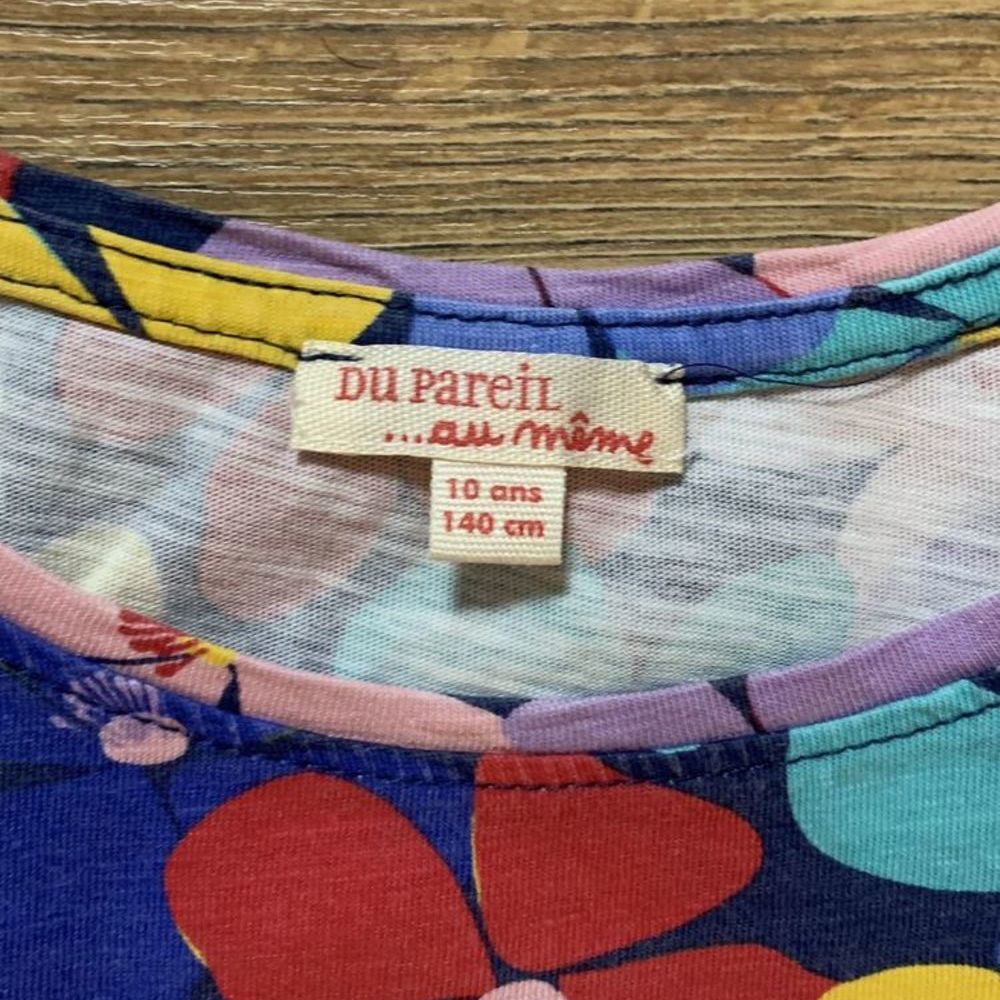 DU PareiL
...au même
10 ans
140 cm